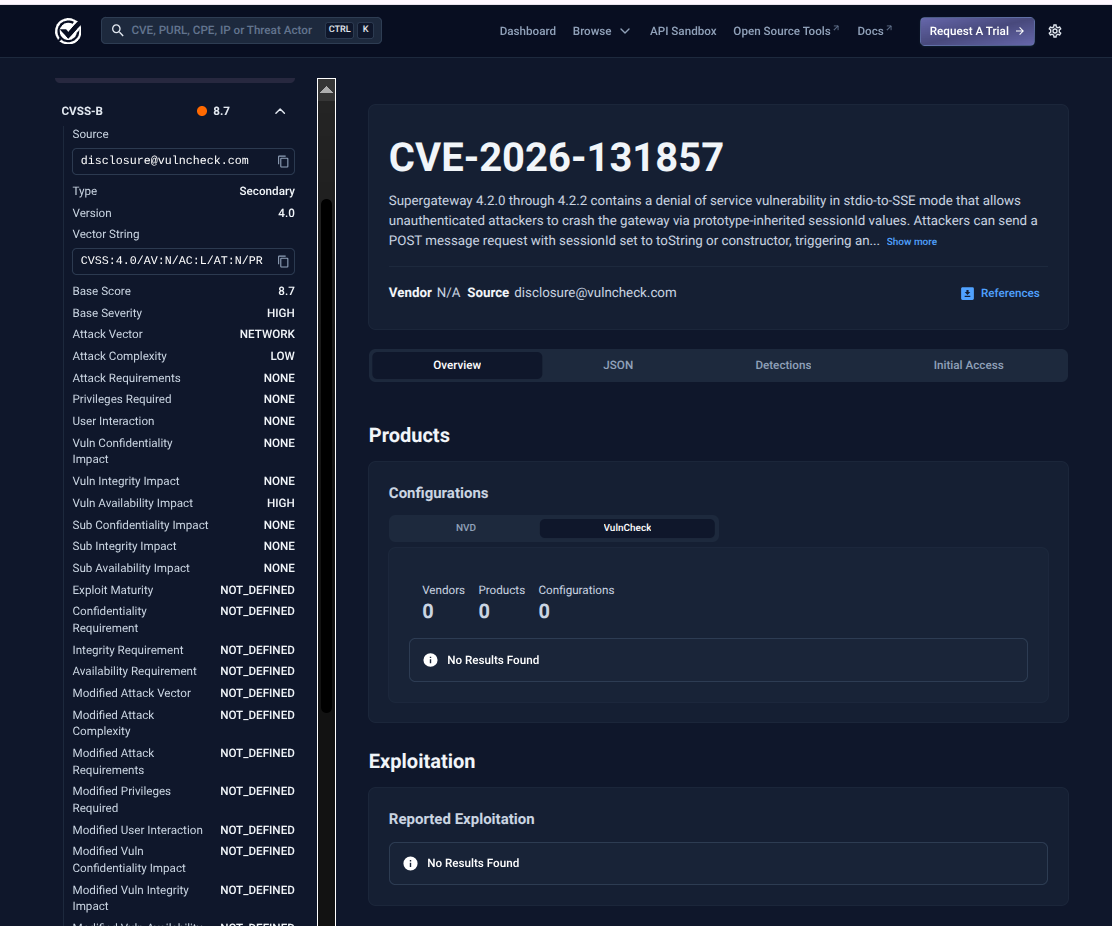 CVE, PURL, CPE, IP or Threat Actor CTRL K
Dashboard Browse API Sandbox Open Source Tools Docs Request A Trial →
CVSS-B 8.7
Source
disclosure@vulncheck.com
Type Secondary
Version 4.0
Vector String
CVSS:4.0/AV:N/AC:L/AT:N/PR
Base Score 8.7
Base Severity HIGH
Attack Vector NETWORK
Attack Complexity LOW
Attack Requirements NONE
Privileges Required NONE
User Interaction NONE
Vuln Confidentiality NONE
Impact
Vuln Integrity Impact NONE
Vuln Availability Impact HIGH
Sub Confidentiality Impact NONE
Sub Integrity Impact NONE
Sub Availability Impact NONE
Exploit Maturity NOT_DEFINED
Confidentiality NOT_DEFINED
Requirement
Integrity Requirement NOT_DEFINED
Availability Requirement NOT_DEFINED
Modified Attack Vector NOT_DEFINED
Modified Attack NOT_DEFINED
Complexity
Modified Attack NOT_DEFINED
Requirements
Modified Privileges NOT_DEFINED
Required
Modified User Interaction NOT_DEFINED
Modified Vuln NOT_DEFINED
Confidentiality Impact
Modified Vuln Integrity NOT_DEFINED
Impact
CVE-2026-131857
Supergateway 4.2.0 through 4.2.2 contains a denial of service vulnerability in stdio-to-SSE mode that allows
unauthenticated attackers to crash the gateway via prototype-inherited sessionId values. Attackers can send a
POST message request with sessionId set to toString or constructor, triggering an... Show more
Vendor N/A Source disclosure@vulncheck.com References
Overview JSON Detections Initial Access
Products
Configurations
NVD VulnCheck
Vendors Products Configurations
0 0 0
No Results Found
Exploitation
Reported Exploitation
No Results Found